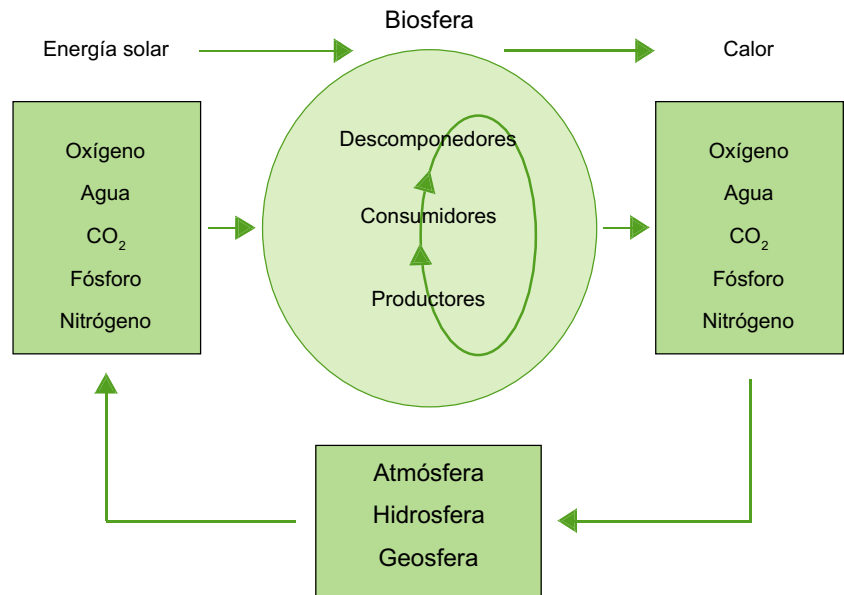 Biosfera
Energía solar
Calor
Oxígeno
Agua
CO₂
Fósforo
Nitrógeno
Descomponedores
Consumidores
Productores
Oxígeno
Agua
CO₂
Fósforo
Nitrógeno
Atmósfera
Hidrosfera
Geosfera